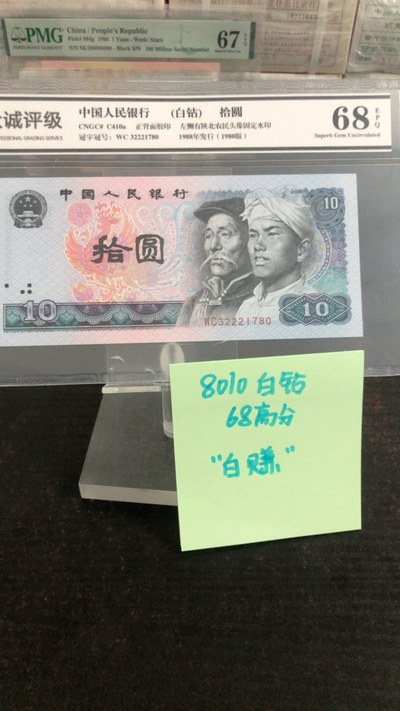 PMG
China / People's Republic
67 EPQ
诚评级
中国人民银行 (白钻) 拾圆
CNGC# C410a 正背面胶印 左侧有陕北农民头像固定水印
冠字冠号: WC 32221780 1988年发行 (1980版)
68 EPQ
Superb Gem Uncirculated
中国人民银行
10
拾圆
10
10
WC32221780
8010 白钻
68高分
"白赚"